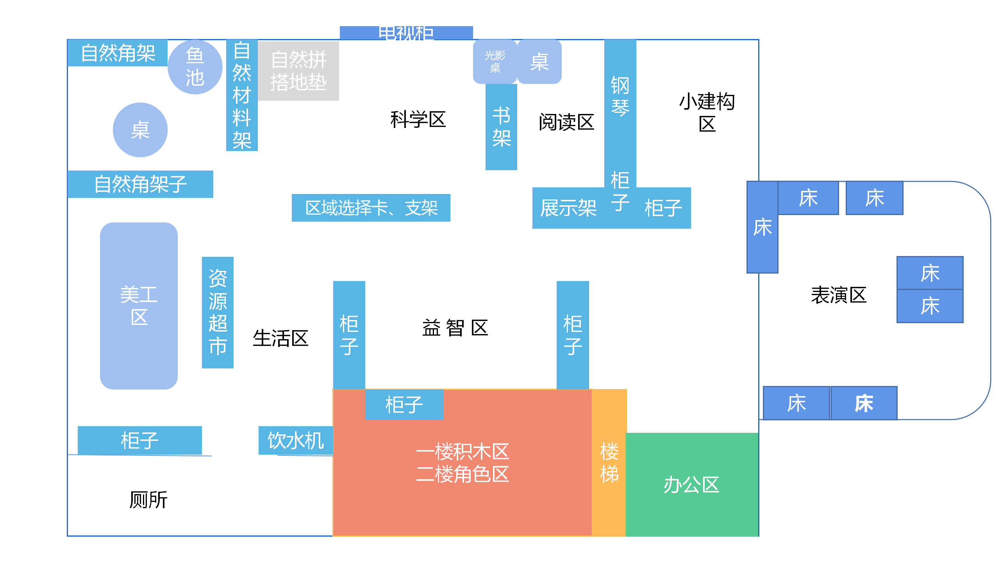 电视柜
自然角架
鱼
池
自
然
材
料
架
自然拼
搭地垫
光影
桌
桌
钢
琴
小建构
区
桌
科学区
书
架
阅读区
自然角架子
区域选择卡、支架
展示架
柜
子
柜子
床
床
床
美工
区
资
源
超
市
生活区
柜
子
益 智 区
柜
子
表演区
床
床
床
床
柜子
柜子
饮水机
一楼积木区
二楼角色区
楼
梯
办公区
厕所